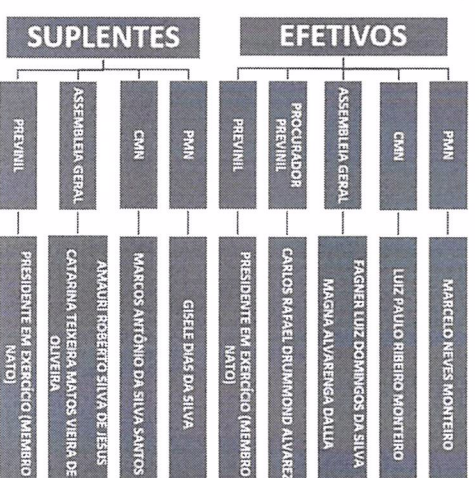 SUPLENTES
PREVINIL
ASSEMBLEIA GERAL
CMN
PMN
PRESIDENTE EM EXERCÍCIO (MEMBRO
NATO)
AMAURI ROBERTO SILVA DE JESUS
CATARINA TEIXEIRA MATOS VIEIRA DE
OLIVEIRA
MARCOS ANTÔNIO DA SILVA SANTOS
GISELE DIAS DA SILVA
EFETIVOS
PREVINIL
PROCURADOR
PREVINIL
ASSEMBLEIA GERAL
CMN
PMN
PRESIDENTE EM EXERCÍCIO (MEMBRO
NATO)
CARLOS RAFAEL DRUMMOND ALVAREZ
FAGNER LUIZ DOMINGOS DA SILVA
MAGNA ALVARENGA DALLIA
LUIZ PAULO RIBEIRO MONTEIRO
MARCELO NEVES MONTEIRO